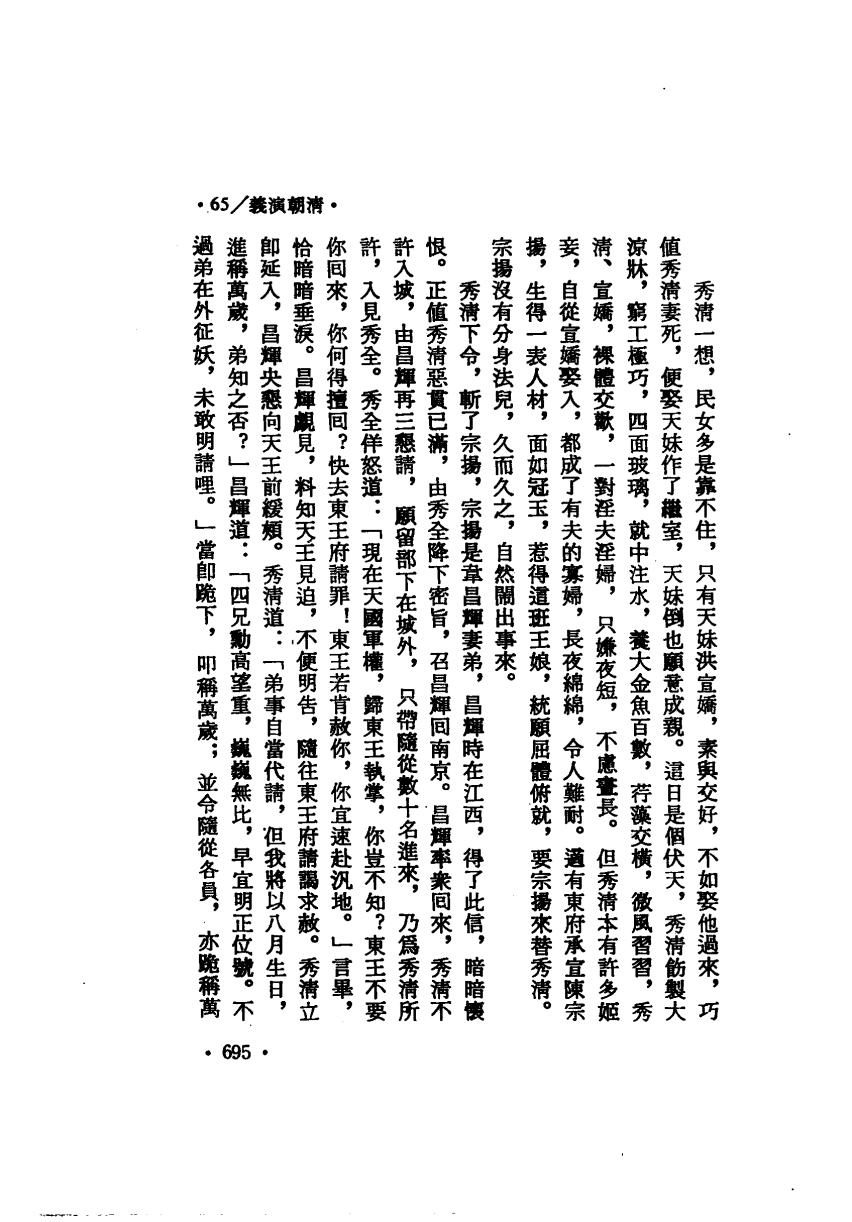 ·65/義演朝清·
秀清一想，民女多是靠不住，只有天妹洪宣嬌，素與交好，不如娶他過來，巧
值秀清妻死，便娶天妹作了繼室，天妹倒也願意成親。這日是個伏天，秀清飭製大
涼牀，窮工極巧，四面玻璃，就中注水，養大金魚百數，荇藻交橫，微風習習，秀
清、宣嬌，裸體交歡，一對淫夫淫婦，只嫌夜短，不慮晝長。但秀清本有許多姬
妾，自從宣嬌娶入，都成了有夫的寡婦，長夜綿綿，令人難耐。適有東府承宣陳宗
揚，生得一表人材，面如冠玉，惹得這班王娘，統願屈體俯就，要宗揚來替秀清。
宗揚沒有分身法兒，久而久之，自然鬧出事來。
秀清下令，斬了宗揚，宗揚是韋昌輝妻弟，昌輝時在江西，得了此信，暗暗懷
恨。正值秀清惡貫已滿，由秀全降下密旨，召昌輝回南京。昌輝率衆回來，秀清不
許入城，由昌輝再三懇請，願留部下在城外，只帶隨從數十名進來，乃爲秀清所
許，入見秀全。秀全佯怒道：「現在天國軍權，歸東王執掌，你豈不知？東王不要
你回來，你何得擅回？快去東王府請罪！東王若肯赦你，你宜速赴汛地。」言畢，
恰暗暗垂淚。昌輝覷見，料知天王見迫，不便明告，隨往東王府請謁求赦。秀清立
卽延入，昌輝央懇向天王前緩頰。秀清道：「弟事自當代請，但我將以八月生日，
進稱萬歲，弟知之否？」昌輝道：「四兄勳高望重，巍巍無比，早宜明正位號。不
過弟在外征妖，未敢明請哩。」當卽跪下，叩稱萬歲；並令隨從各員，亦跪稱萬
·695·